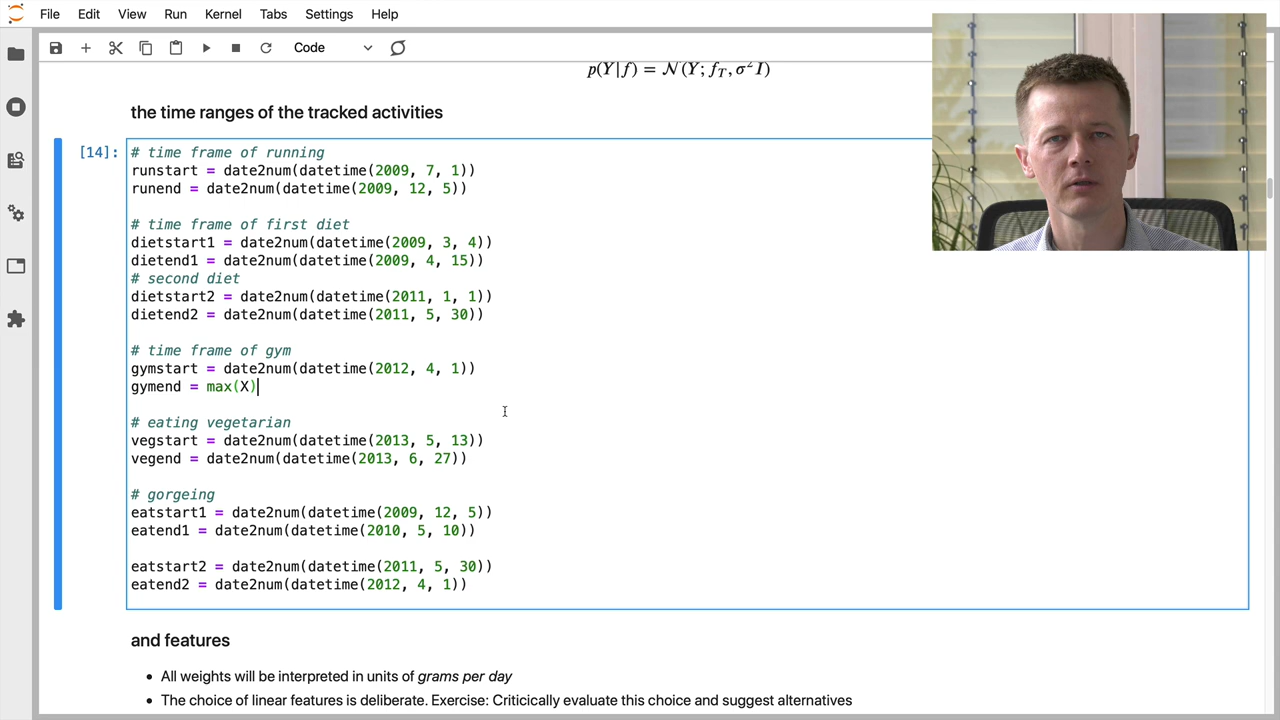 File Edit View Run Kernel Tabs Settings Help
Code
p(Y|f) = N(Y; f_T, σ²I)
the time ranges of the tracked activities
[14]:
# time frame of running
runstart = date2num(datetime(2009, 7, 1))
runend = date2num(datetime(2009, 12, 5))
# time frame of first diet
dietstart1 = date2num(datetime(2009, 3, 4))
dietend1 = date2num(datetime(2009, 4, 15))
# second diet
dietstart2 = date2num(datetime(2011, 1, 1))
dietend2 = date2num(datetime(2011, 5, 30))
# time frame of gym
gymstart = date2num(datetime(2012, 4, 1))
gymend = max(X)
# eating vegetarian
vegstart = date2num(datetime(2013, 5, 13))
vegend = date2num(datetime(2013, 6, 27))
# gorgeing
eatstart1 = date2num(datetime(2009, 12, 5))
eatend1 = date2num(datetime(2010, 5, 10))
eatstart2 = date2num(datetime(2011, 5, 30))
eatend2 = date2num(datetime(2012, 4, 1))
and features
• All weights will be interpreted in units of grams per day
• The choice of linear features is deliberate. Exercise: Criticically evaluate this choice and suggest alternatives